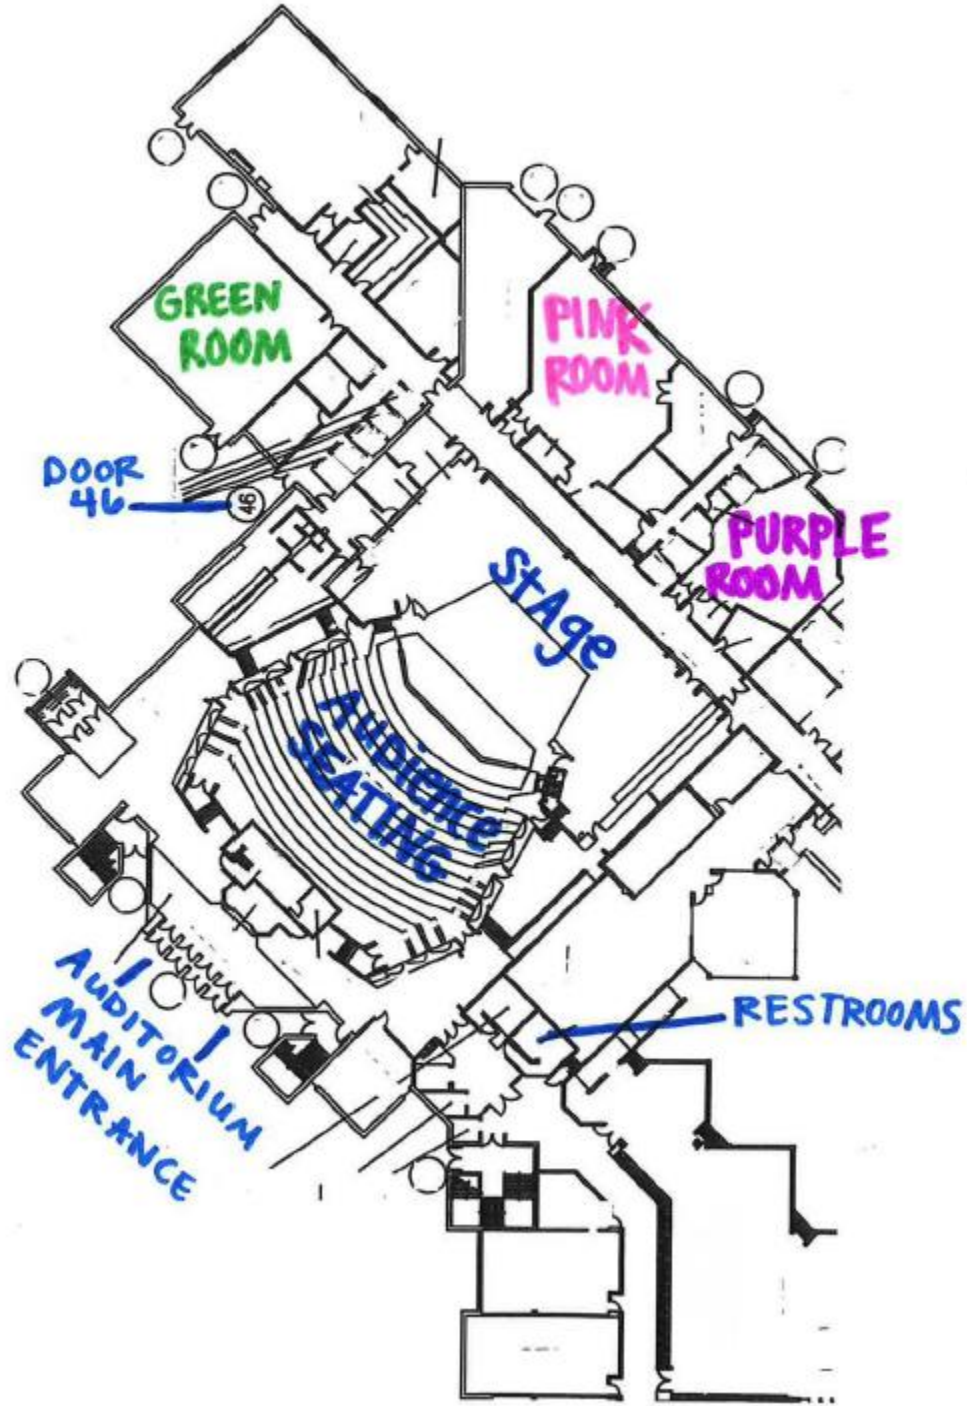 GREEN
ROOM
PINK
ROOM
DOOR
46
46
PURPLE
ROOM
StAge
AUDIENCE
SEATING
AUDITORIUM
MAIN
ENTRANCE
RESTROOMS